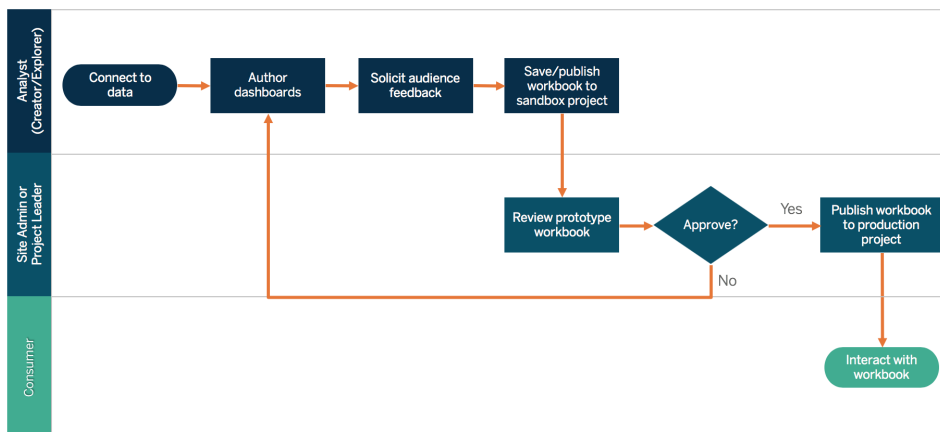 Analyst
(Creator/Explorer)
Connect to
data
Author
dashboards
Solicit audience
feedback
Save/publish
workbook to
sandbox project
Site Admin or
Project Leader
Review prototype
workbook
Approve?
Yes
No
Publish workbook
to production
project
Consumer
Interact with
workbook